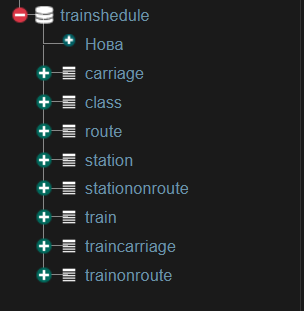 trainshedule
Нова
carriage
class
route
station
stationonroute
train
traincarriage
trainonroute